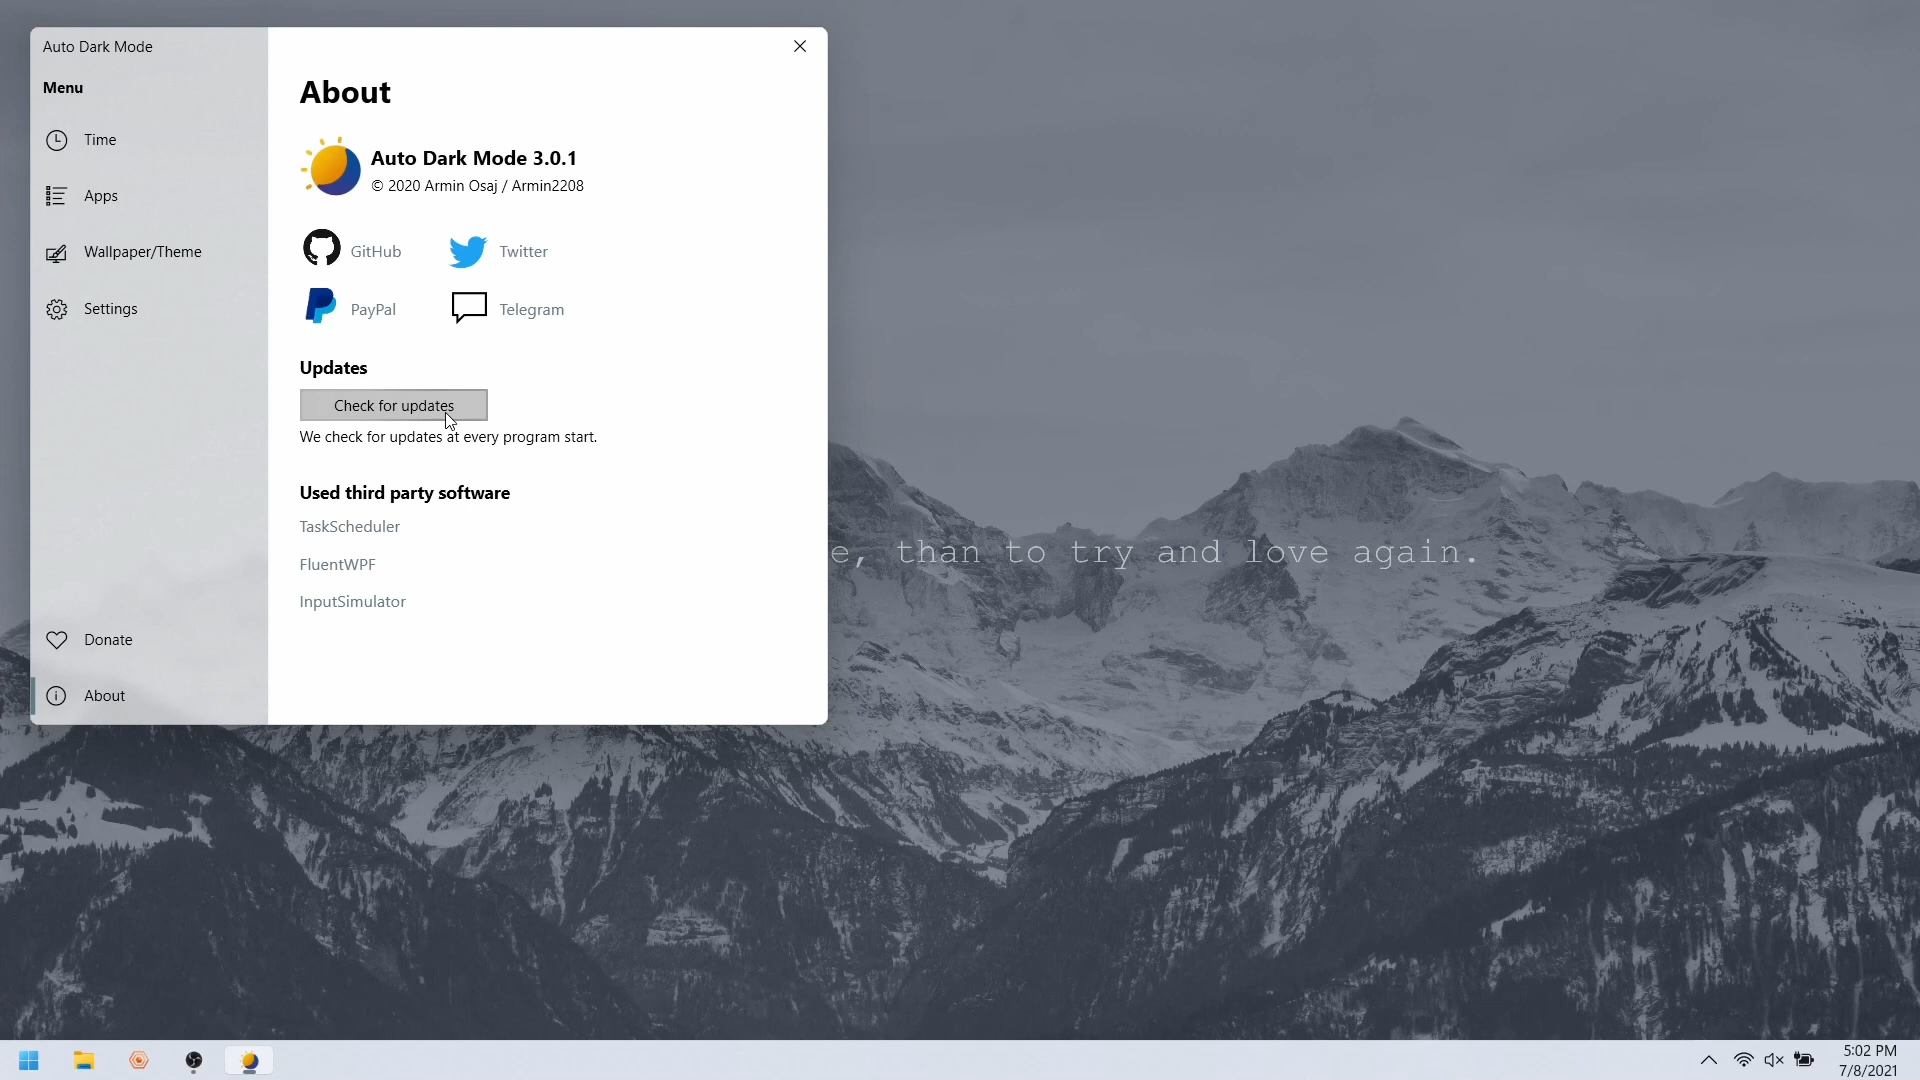 Auto Dark Mode
Menu
Time
Apps
Wallpaper/Theme
Settings
Donate
About
About
Auto Dark Mode 3.0.1
© 2020 Armin Osaj / Armin2208
GitHub
Twitter
PayPal
Telegram
Updates
Check for updates
We check for updates at every program start.
Used third party software
TaskScheduler
FluentWPF
InputSimulator
e, than to try and love again.
5:02 PM
7/8/2021